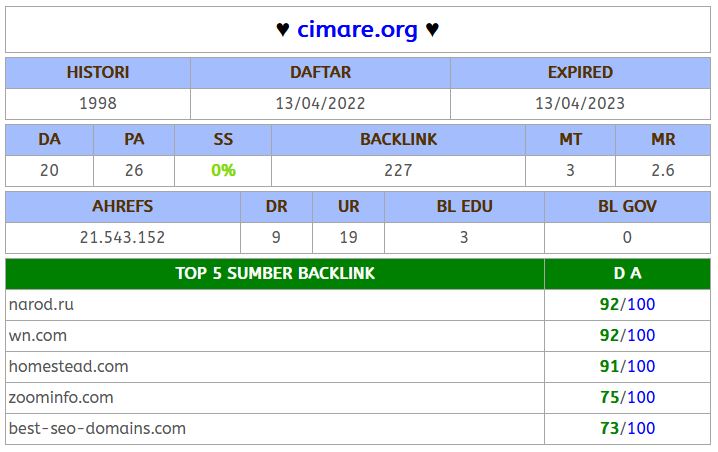 ♥ cimare.org ♥
HISTORI DAFTAR EXPIRED
1998 13/04/2022 13/04/2023
DA PA SS BACKLINK MT MR
20 26 0% 227 3 2.6
AHREFS DR UR BL EDU BL GOV
21.543.152 9 19 3 0
TOP 5 SUMBER BACKLINK D A
narod.ru 92/100
wn.com 92/100
homestead.com 91/100
zoominfo.com 75/100
best-seo-domains.com 73/100